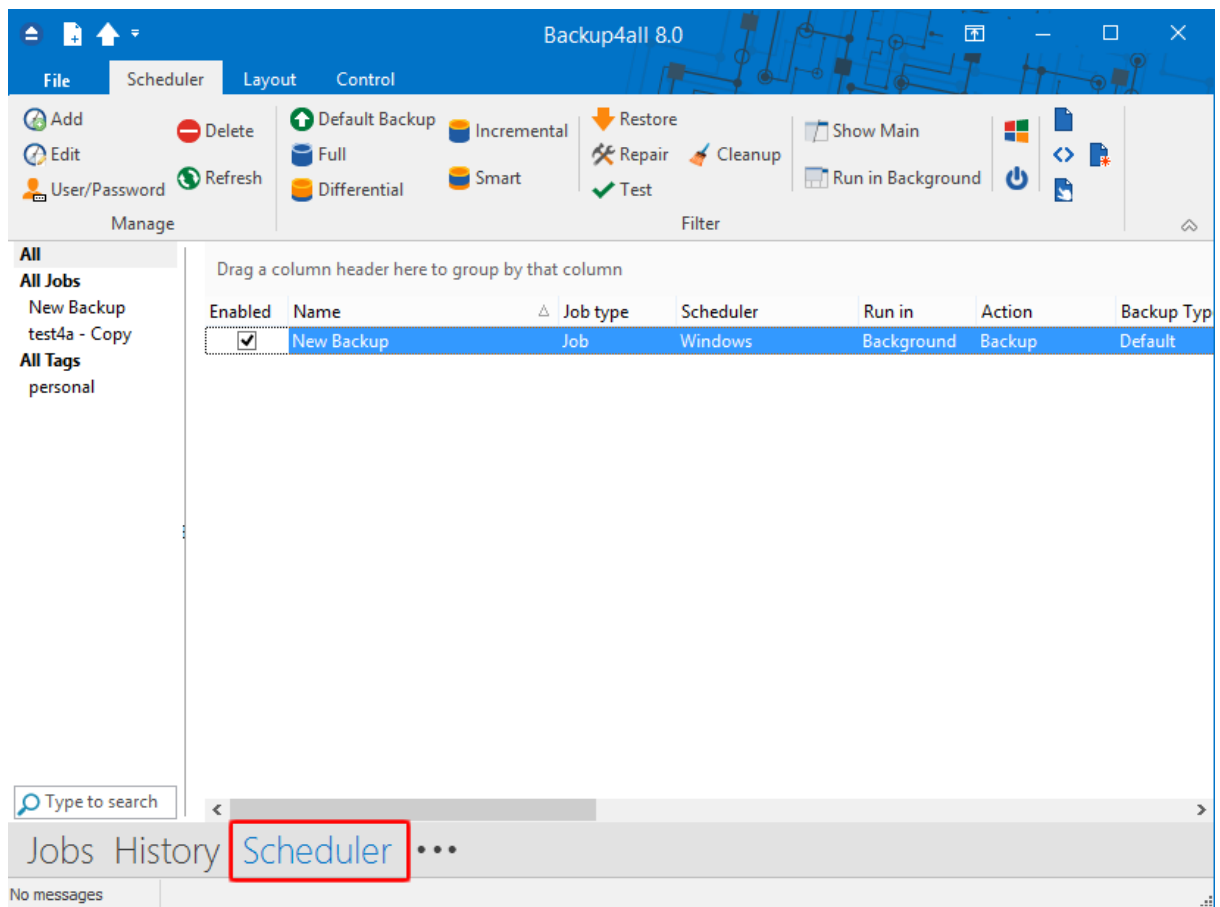 Backup4all 8.0
File Scheduler Layout Control
Add Delete Default Backup Incremental Restore Show Main
Edit Full Repair Cleanup
User/Password Refresh Differential Smart Test Run in Background
Manage Filter
All
All Jobs
New Backup
test4a - Copy
All Tags
personal
Drag a column header here to group by that column
Enabled Name Job type Scheduler Run in Action Backup Typ
New Backup Job Windows Background Backup Default
Type to search
Jobs History Scheduler •••
No messages